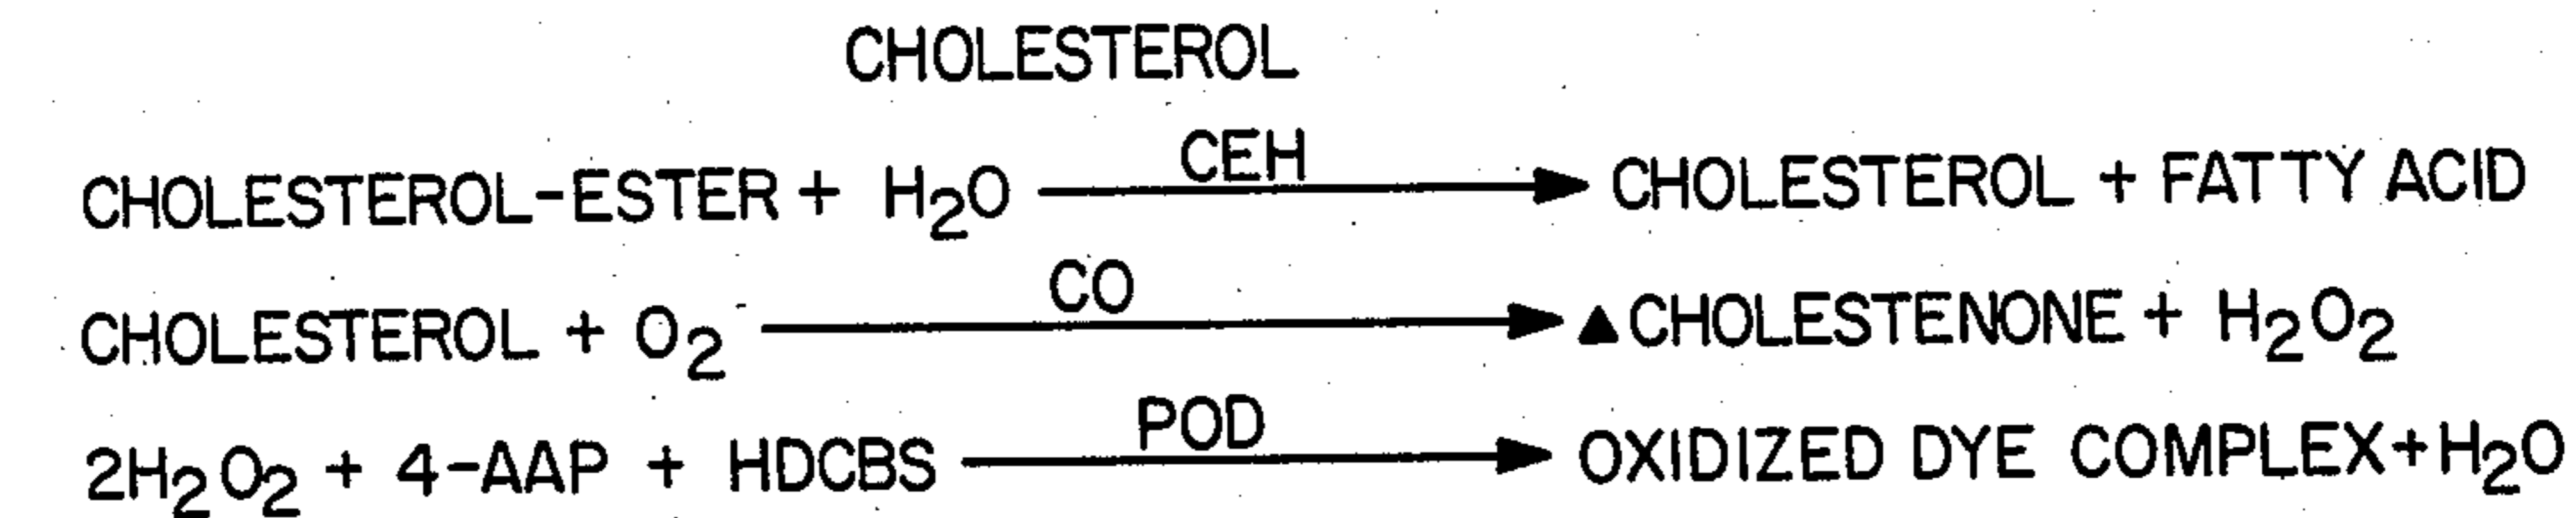 CHOLESTEROL
CHOLESTEROL-ESTER + H₂O —CEH→ CHOLESTEROL + FATTY ACID
CHOLESTEROL + O₂ —CO→ ▲CHOLESTENONE + H₂O₂
2H₂O₂ + 4-AAP + HDCBS —POD→ OXIDIZED DYE COMPLEX+H₂O